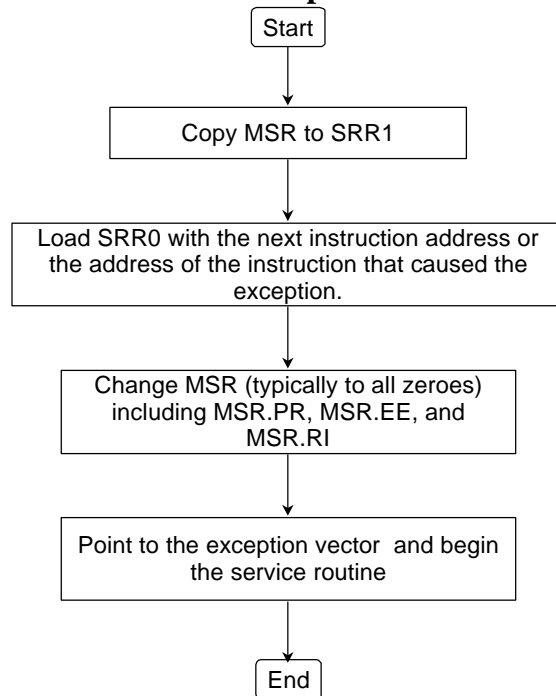 Start
Copy MSR to SRR1
Load SRR0 with the next instruction address or
the address of the instruction that caused the
exception.
Change MSR (typically to all zeroes)
including MSR.PR, MSR.EE, and
MSR.RI
Point to the exception vector and begin
the service routine
End